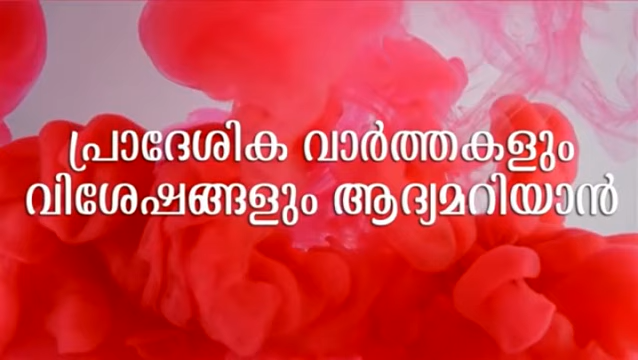 പ്രാദേശിക വാർത്തകളും
വിശേഷങ്ങളും ആദ്യമറിയാൻ